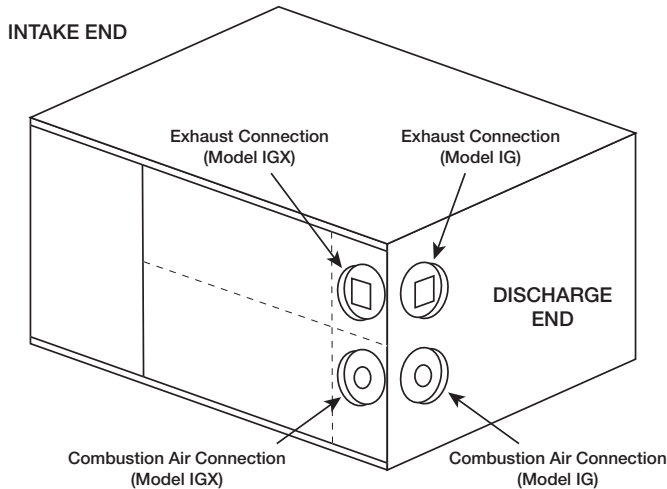 INTAKE END
Exhaust Connection
(Model IGX)
Exhaust Connection
(Model IG)
DISCHARGE
END
Combustion Air Connection
(Model IGX)
Combustion Air Connection
(Model IG)